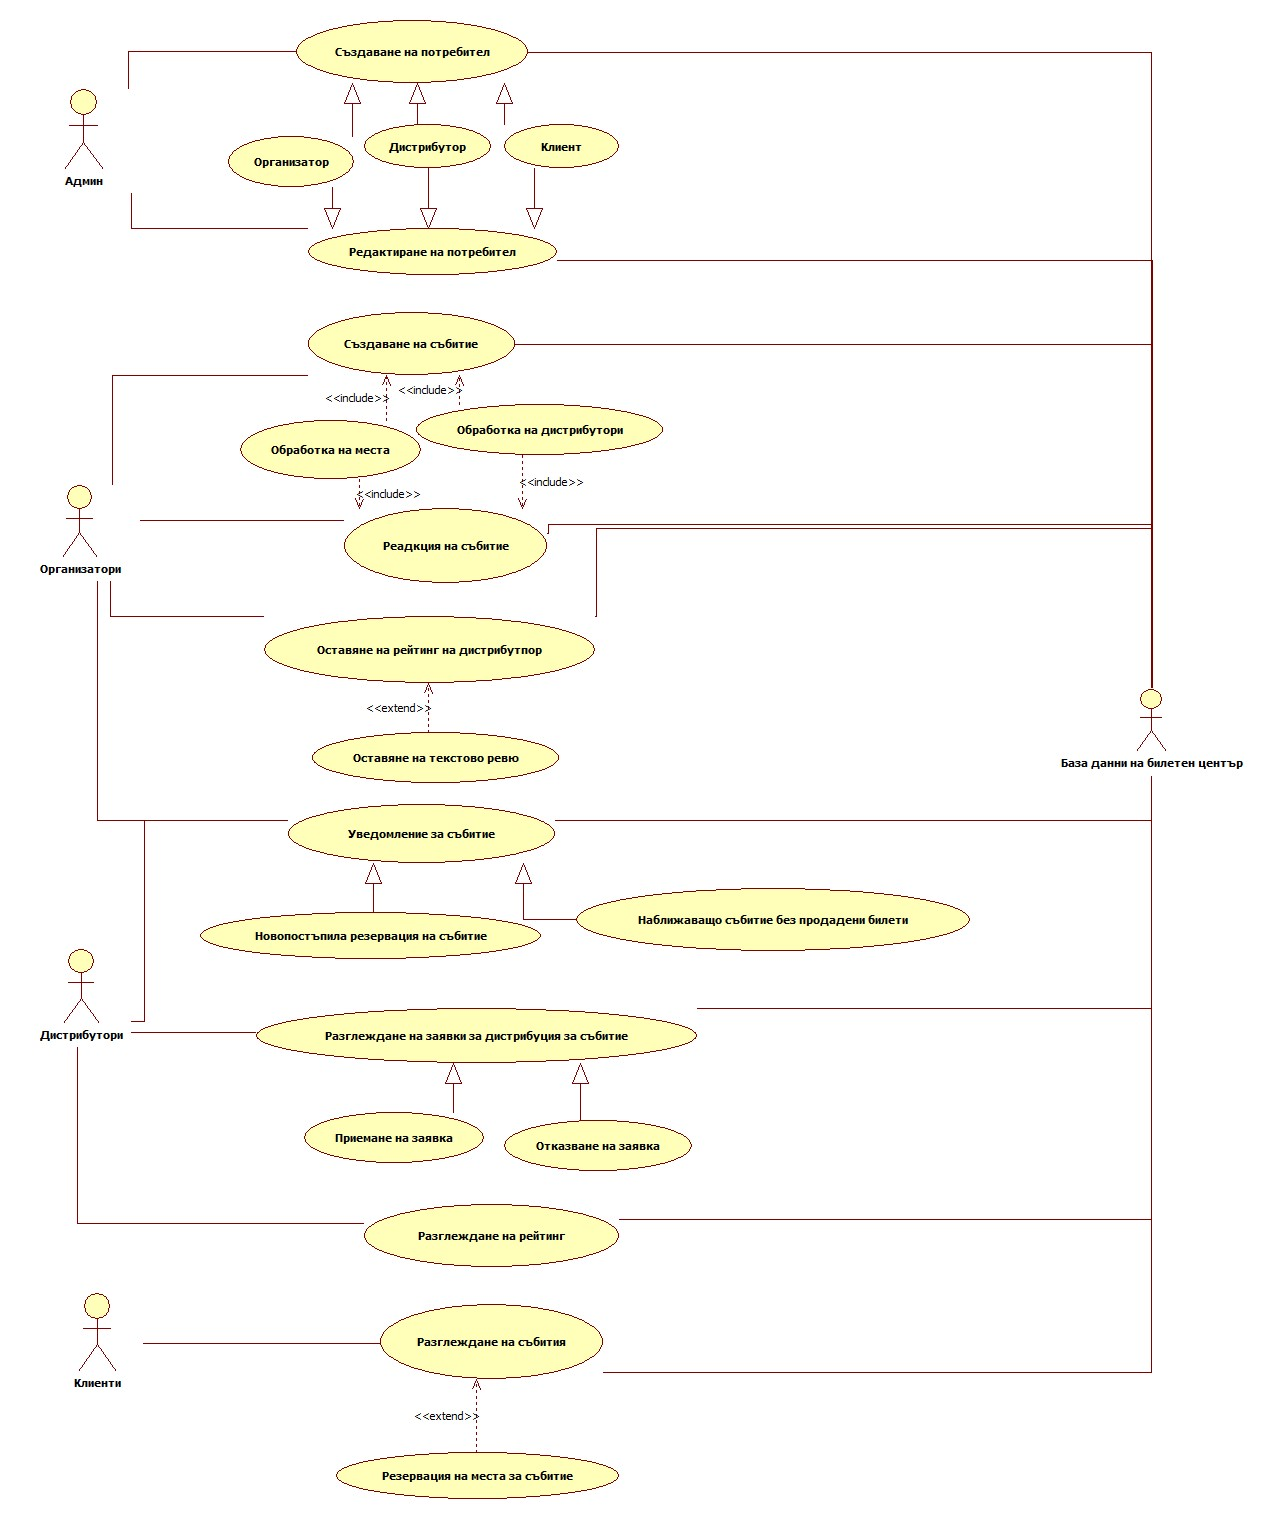 Създаване на потребител
Организатор
Дистрибутор
Клиент
Админ
Редактиране на потребител
Създаване на събитие
<<include>>
<<include>>
Обработка на места
Обработка на дистрибутори
<<include>>
<<include>>
Реадкция на събитие
Организатори
Оставяне на рейтинг на дистрибутпор
<<extend>>
Оставяне на текстово ревю
База данни на билетен център
Уведомление за събитие
Новопостъпила резервация на събитие
Наближаващо събитие без продадени билети
Дистрибутори
Разглеждане на заявки за дистрибуция за събитие
Приемане на заявка
Отказване на заявка
Разглеждане на рейтинг
Разглеждане на събития
Клиенти
<<extend>>
Резервация на места за събитие